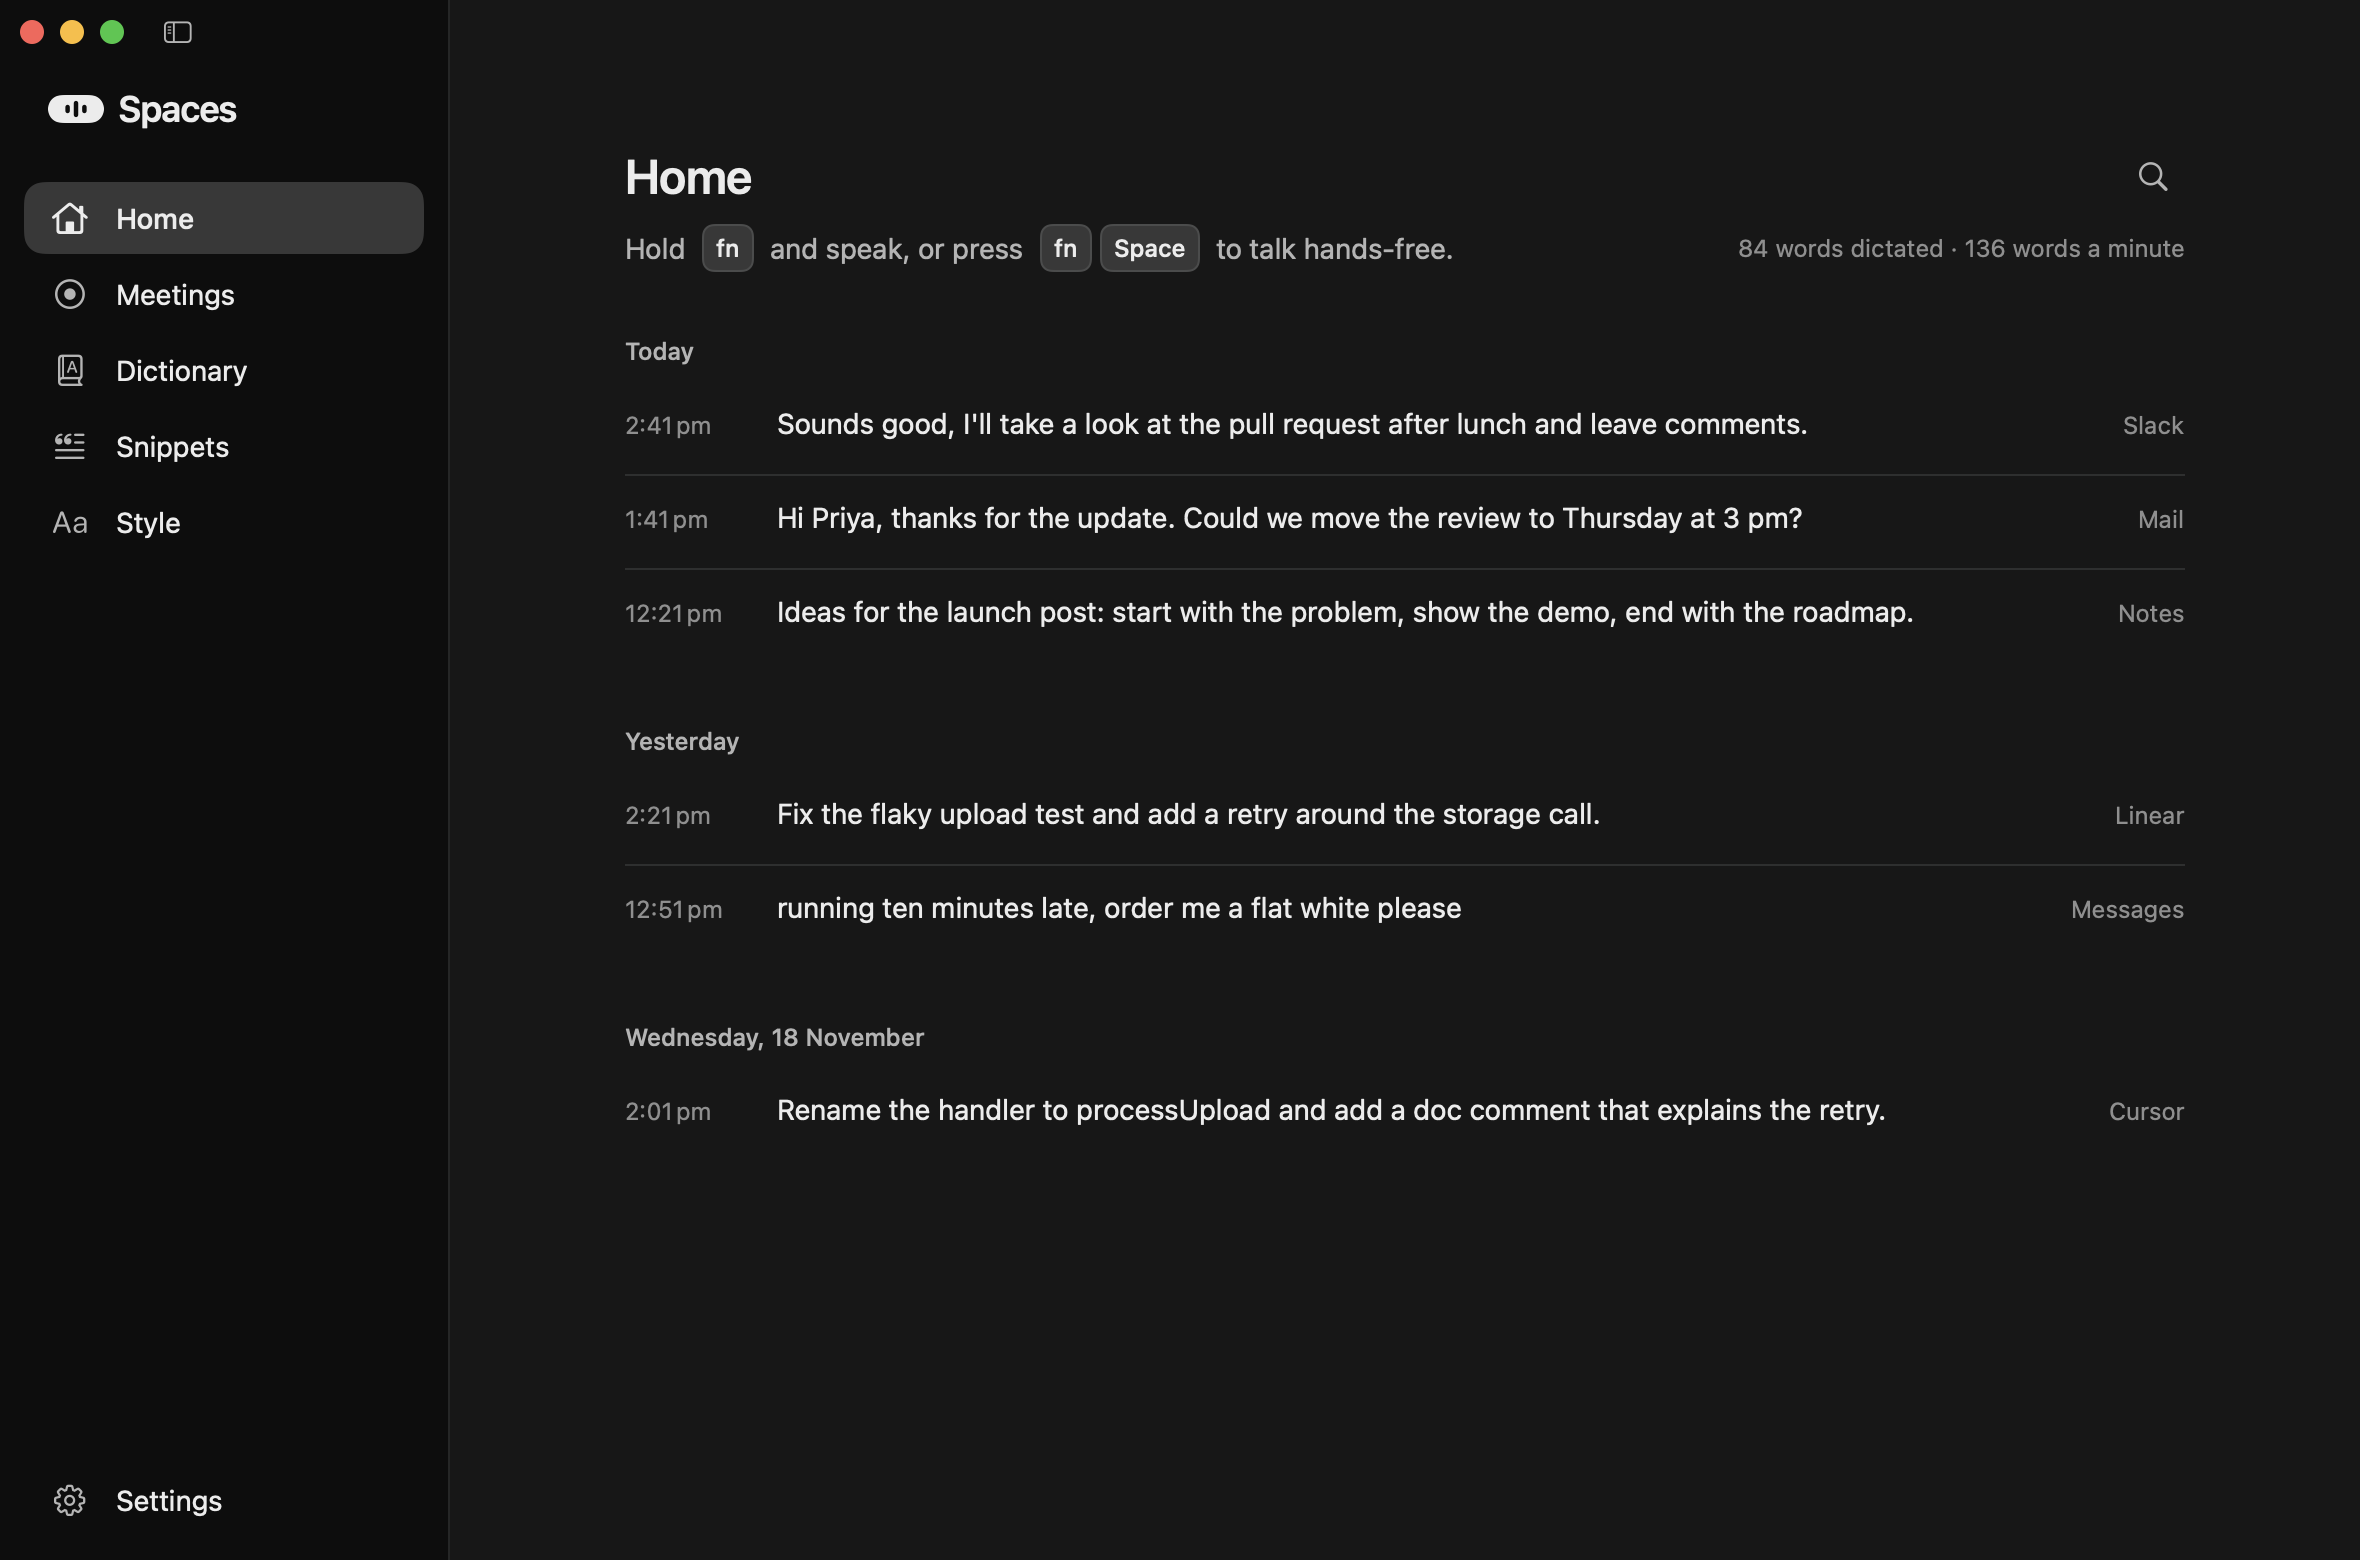 Spaces
Home
Meetings
A
Dictionary
Snippets
Aa Style
Settings
Home
Hold fn and speak, or press fn Space to talk hands-free.
84 words dictated · 136 words a minute
Today
2:41 pm Sounds good, I'll take a look at the pull request after lunch and leave comments. Slack
1:41 pm Hi Priya, thanks for the update. Could we move the review to Thursday at 3 pm? Mail
12:21 pm Ideas for the launch post: start with the problem, show the demo, end with the roadmap. Notes
Yesterday
2:21 pm Fix the flaky upload test and add a retry around the storage call. Linear
12:51 pm running ten minutes late, order me a flat white please Messages
Wednesday, 18 November
2:01 pm Rename the handler to processUpload and add a doc comment that explains the retry. Cursor